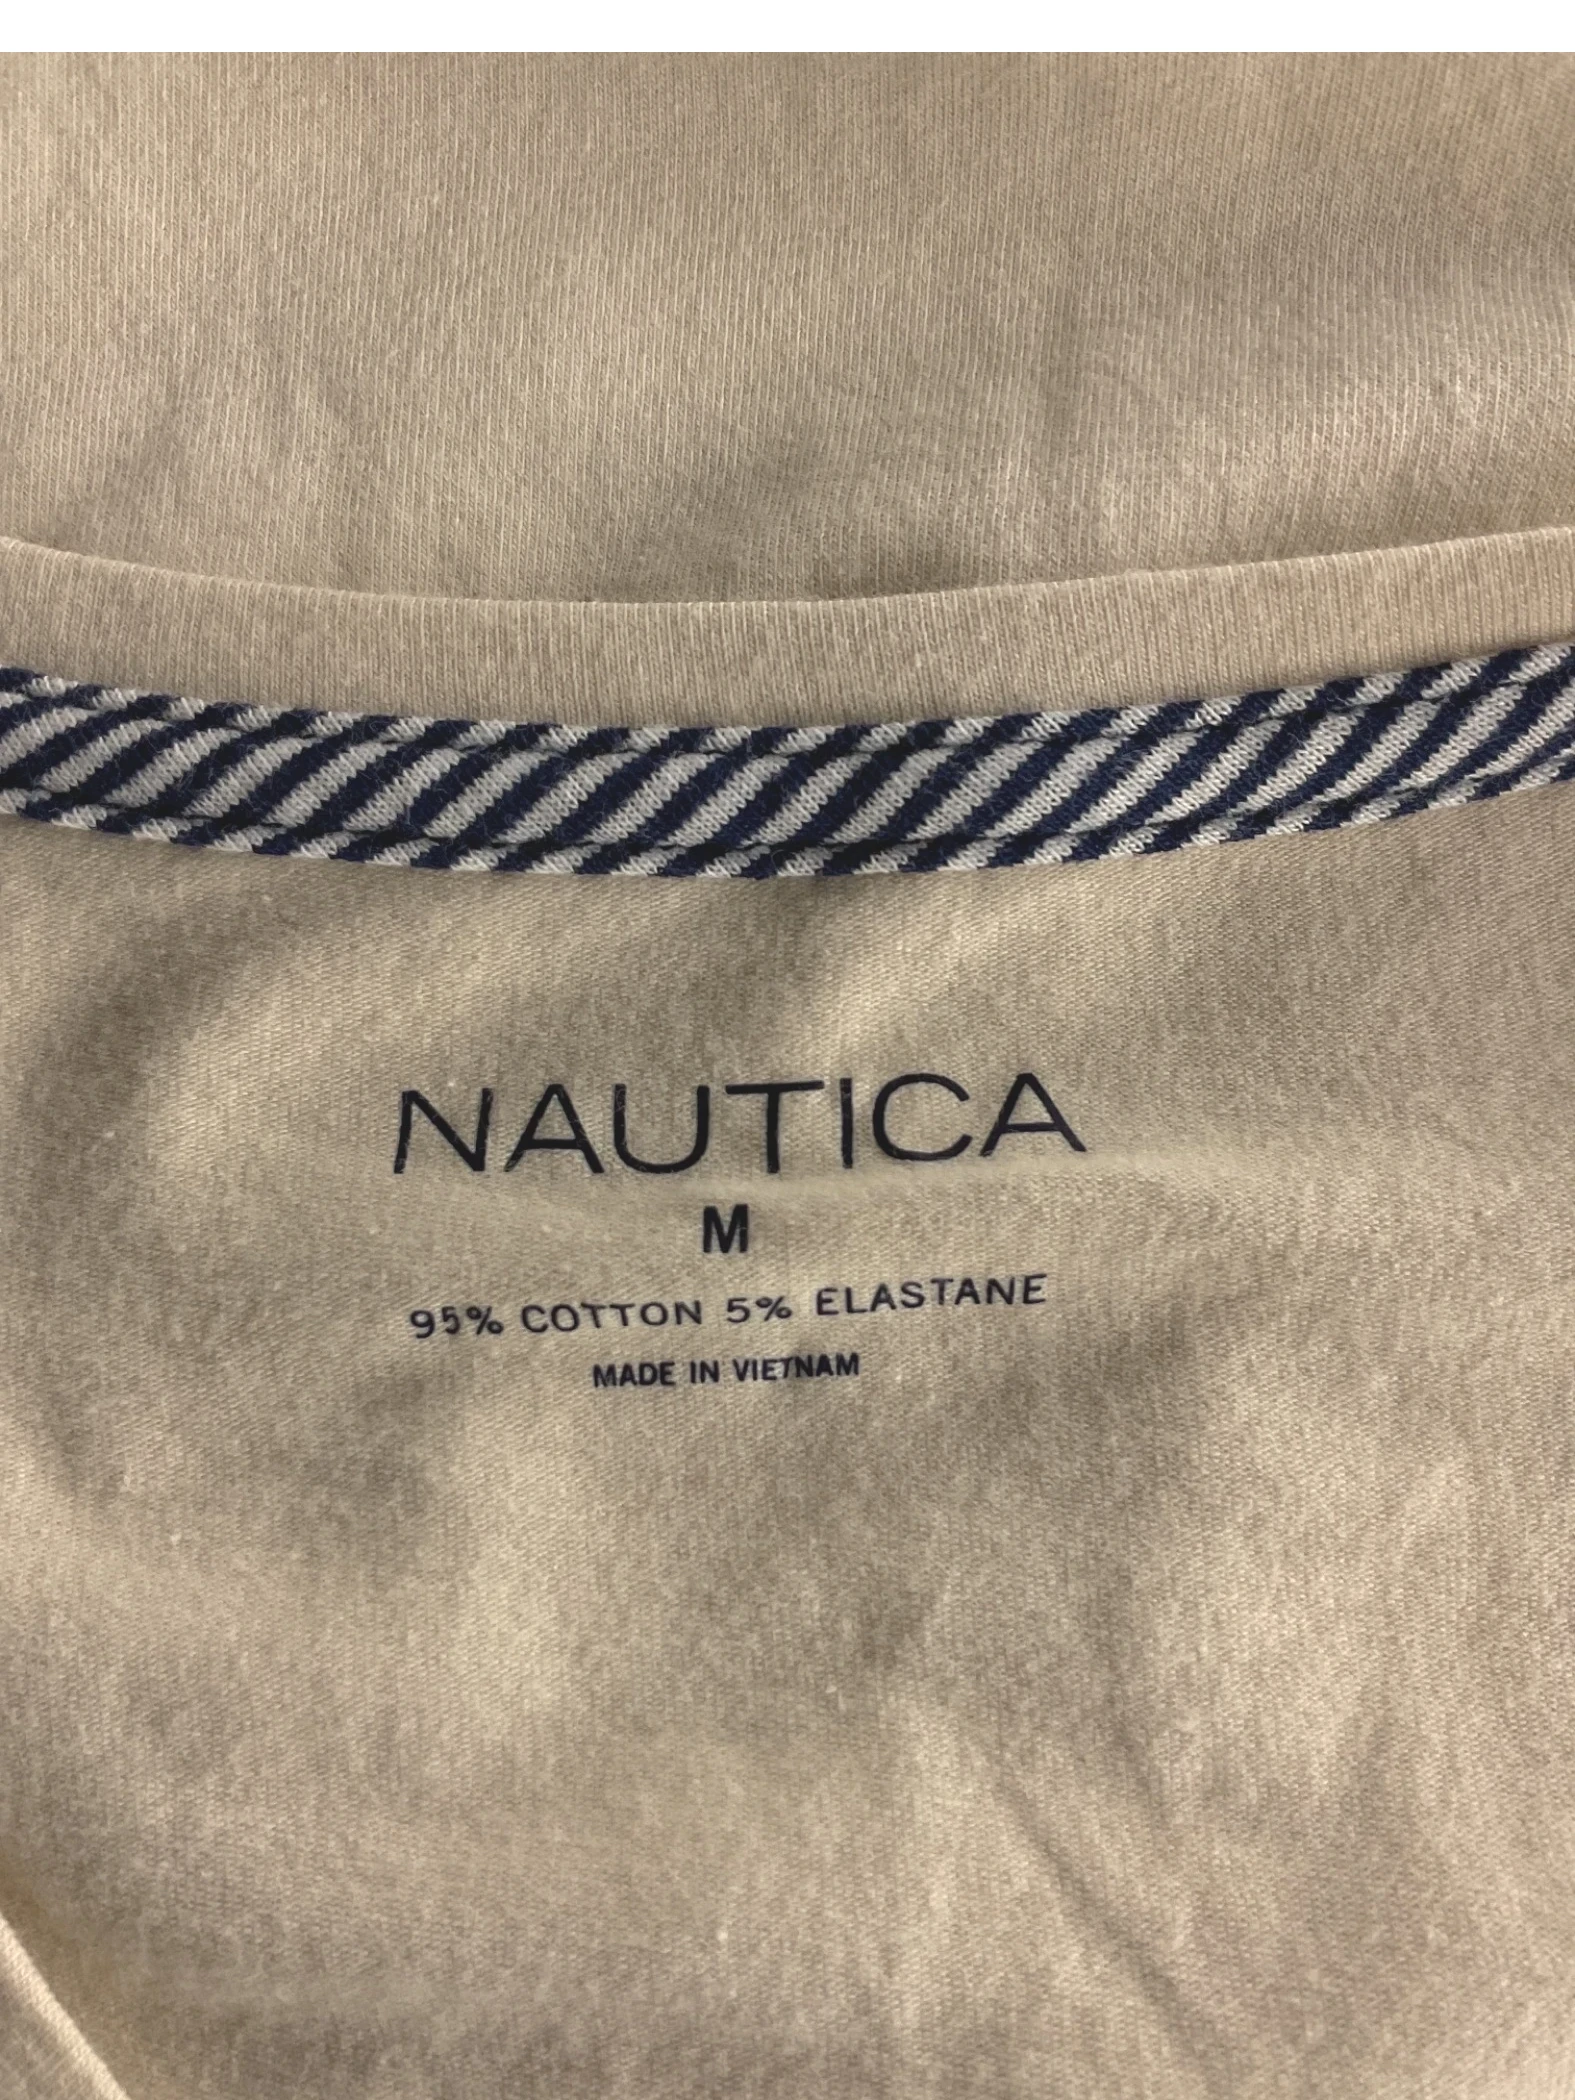 NAUTICA
M
95% COTTON 5% ELASTANE
MADE IN VIETNAM